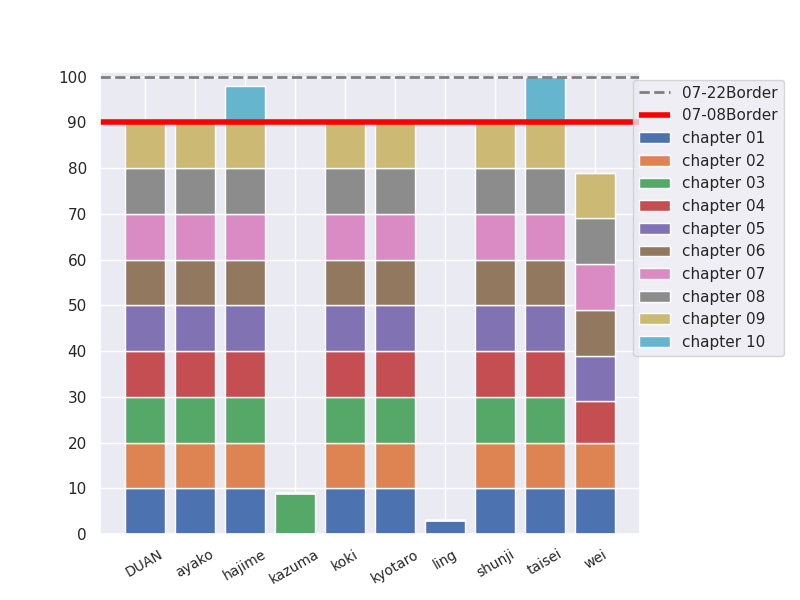 100
90
80
70
60
50
40
30
20
10
0
DUAN
ayako
hajime
kazuma
koki
kyotaro
ling
shunji
taisei
wei
07-22Border
07-08Border
chapter 01
chapter 02
chapter 03
chapter 04
chapter 05
chapter 06
chapter 07
chapter 08
chapter 09
chapter 10